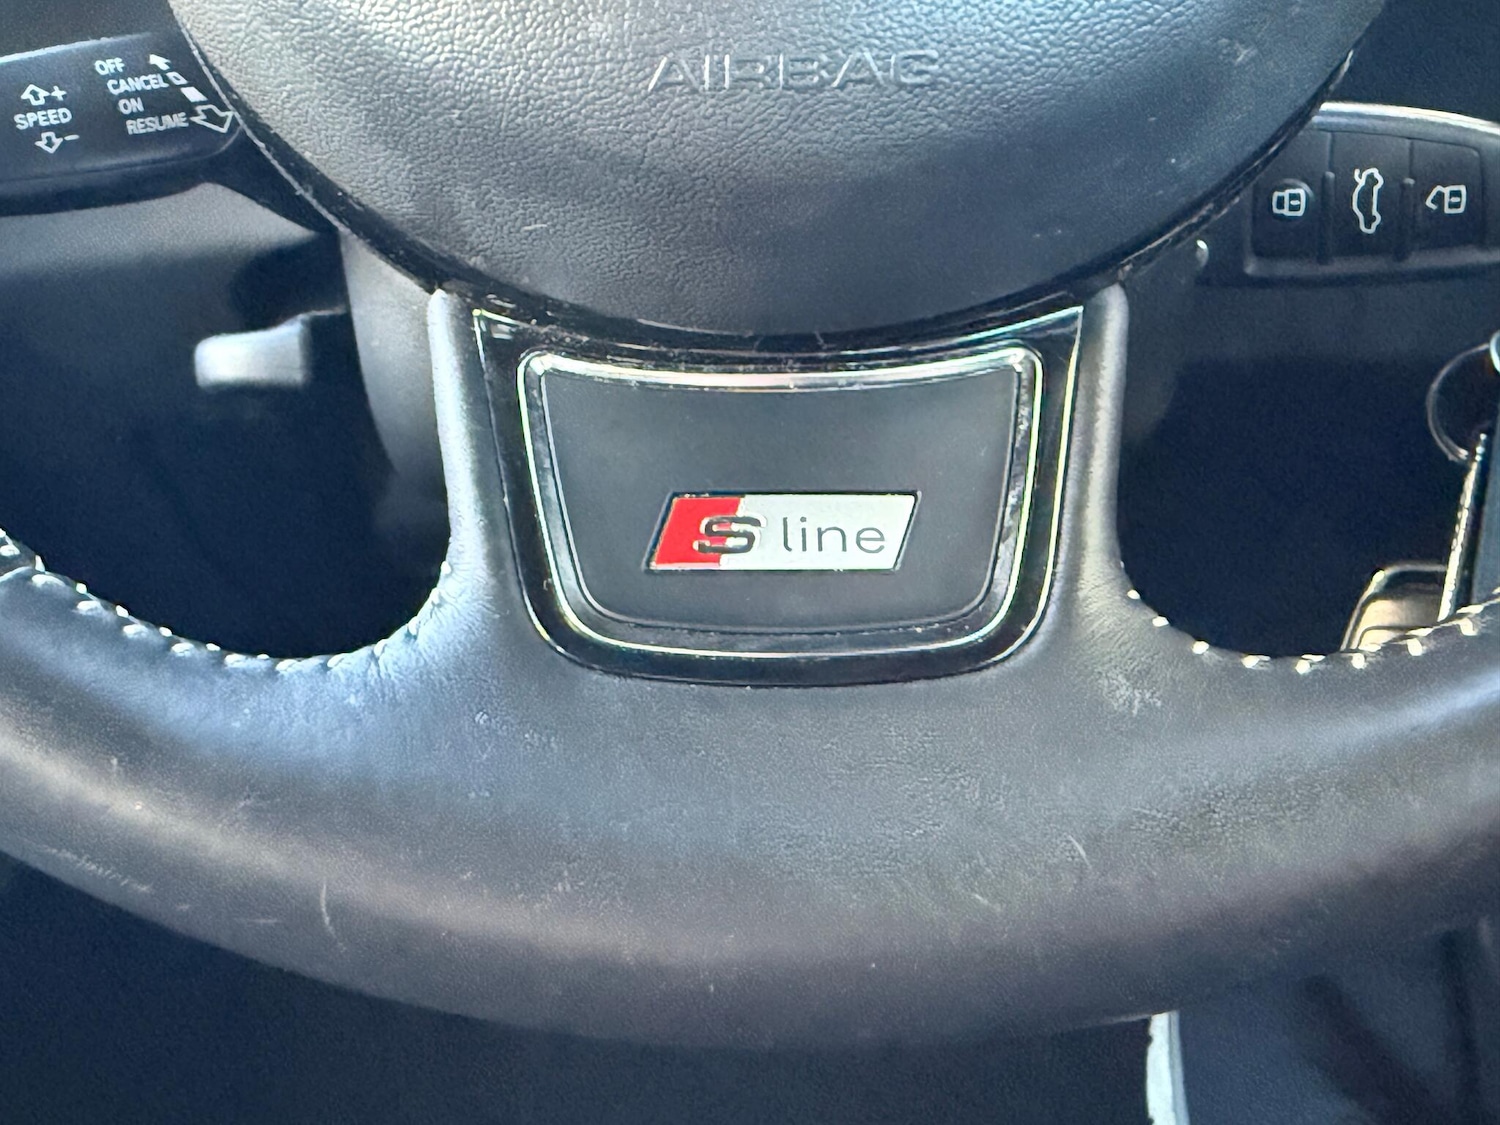 AIRBAG
OFF
CANCEL
ON
RESUME
+
SPEED
-
S line